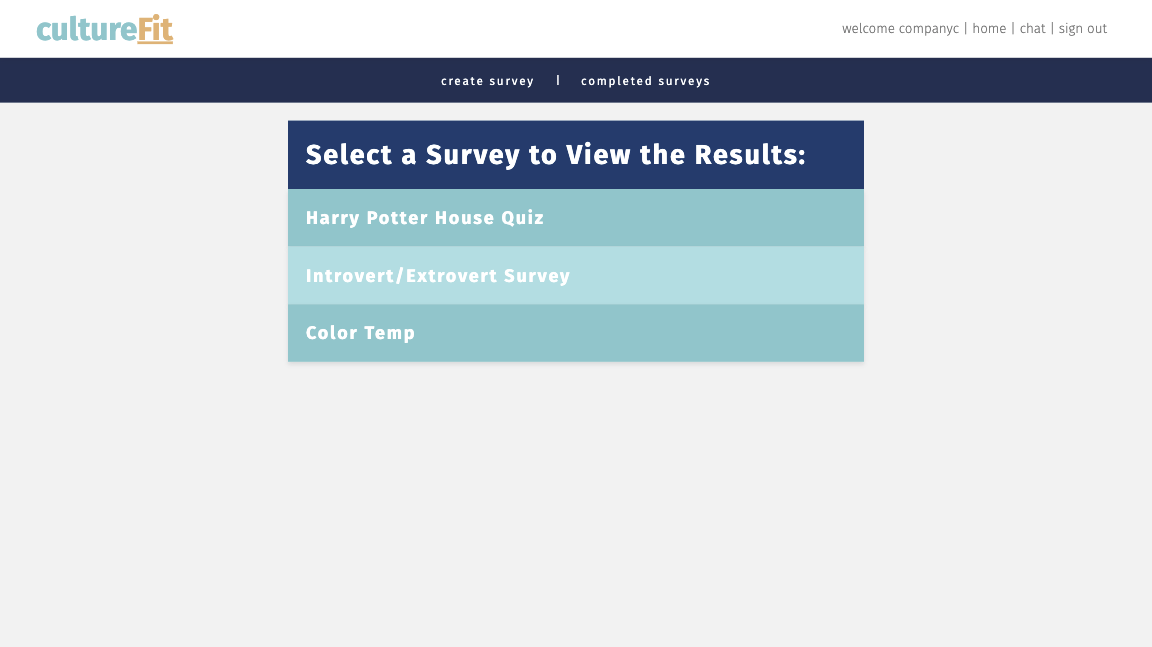 cultureFit
welcome companyc | home | chat | sign out
create survey | completed surveys
Select a Survey to View the Results:
Harry Potter House Quiz
Introvert/Extrovert Survey
Color Temp